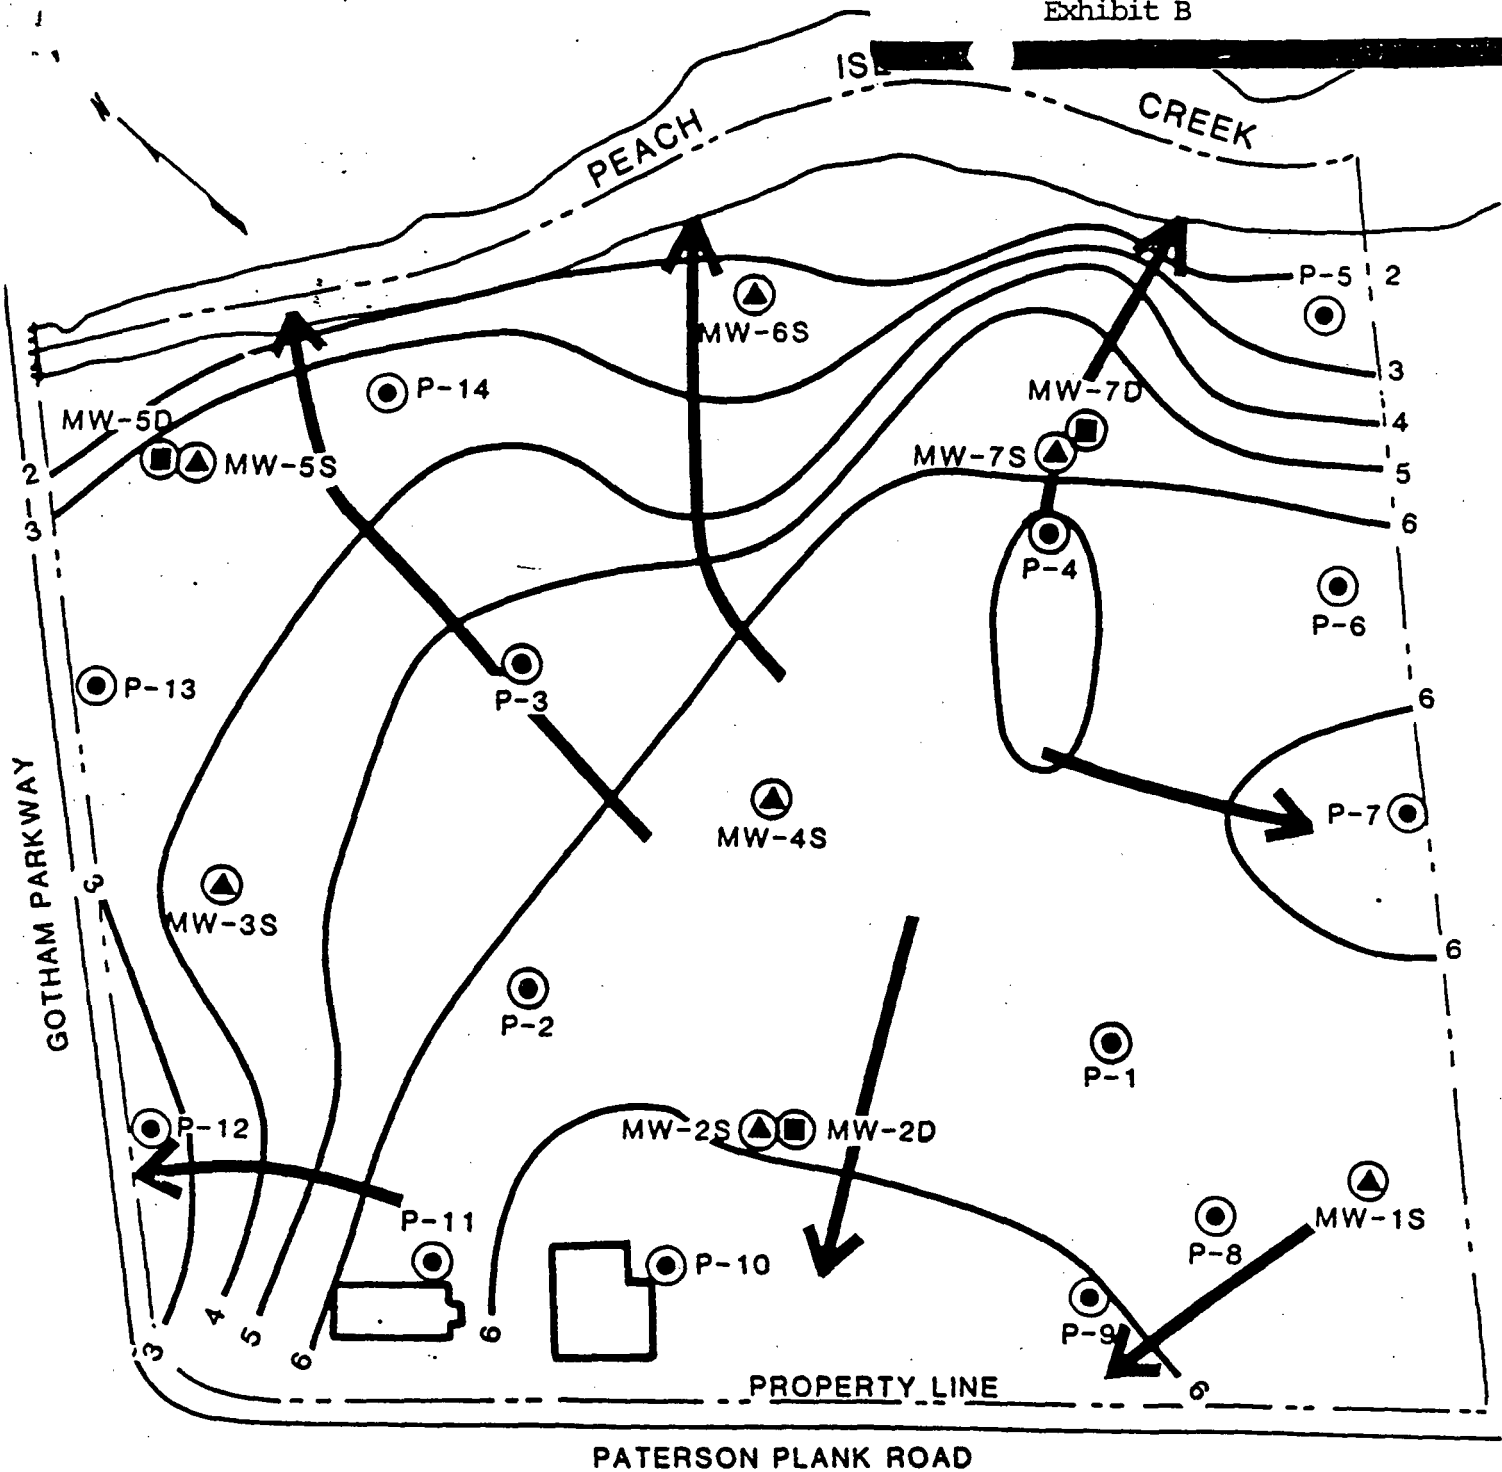 Exhibit B
ISL
PEACH
CREEK
P-5
2
MW-6S
3
P-14
MW-7D
4
MW-5D
MW-7S
MW-5S
5
2
6
3
P-4
P-6
P-13
P-3
6
P-7
MW-4S
GOTHAM PARKWAY
3
MW-3S
6
P-2
P-1
P-12
MW-2S
MW-2D
P-11
MW-1S
P-8
P-10
4
5
6
P-9
3
6
6
PROPERTY LINE
PATERSON PLANK ROAD